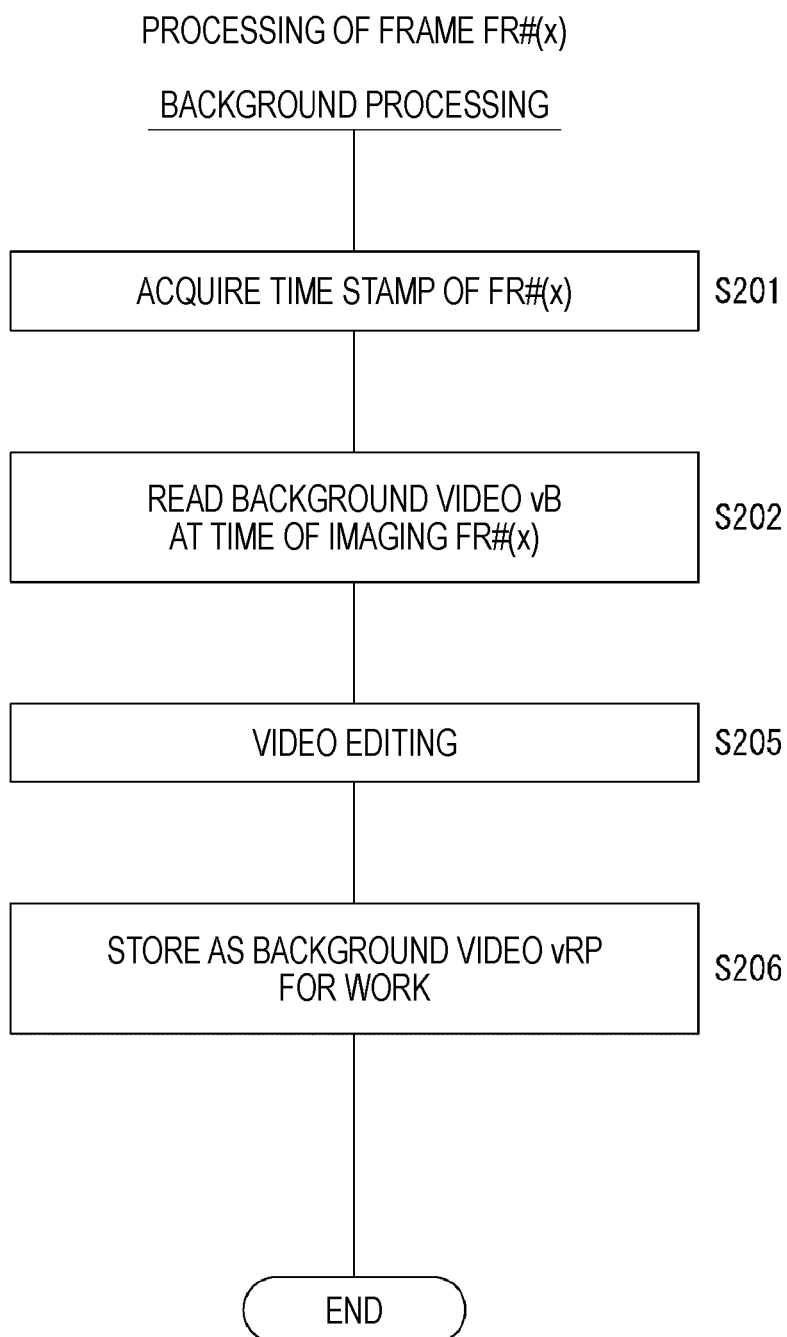 PROCESSING OF FRAME FR#(x)
BACKGROUND PROCESSING
ACQUIRE TIME STAMP OF FR#(x)
S201
READ BACKGROUND VIDEO vB
AT TIME OF IMAGING FR#(x)
S202
VIDEO EDITING
S205
STORE AS BACKGROUND VIDEO vRP
FOR WORK
S206
END